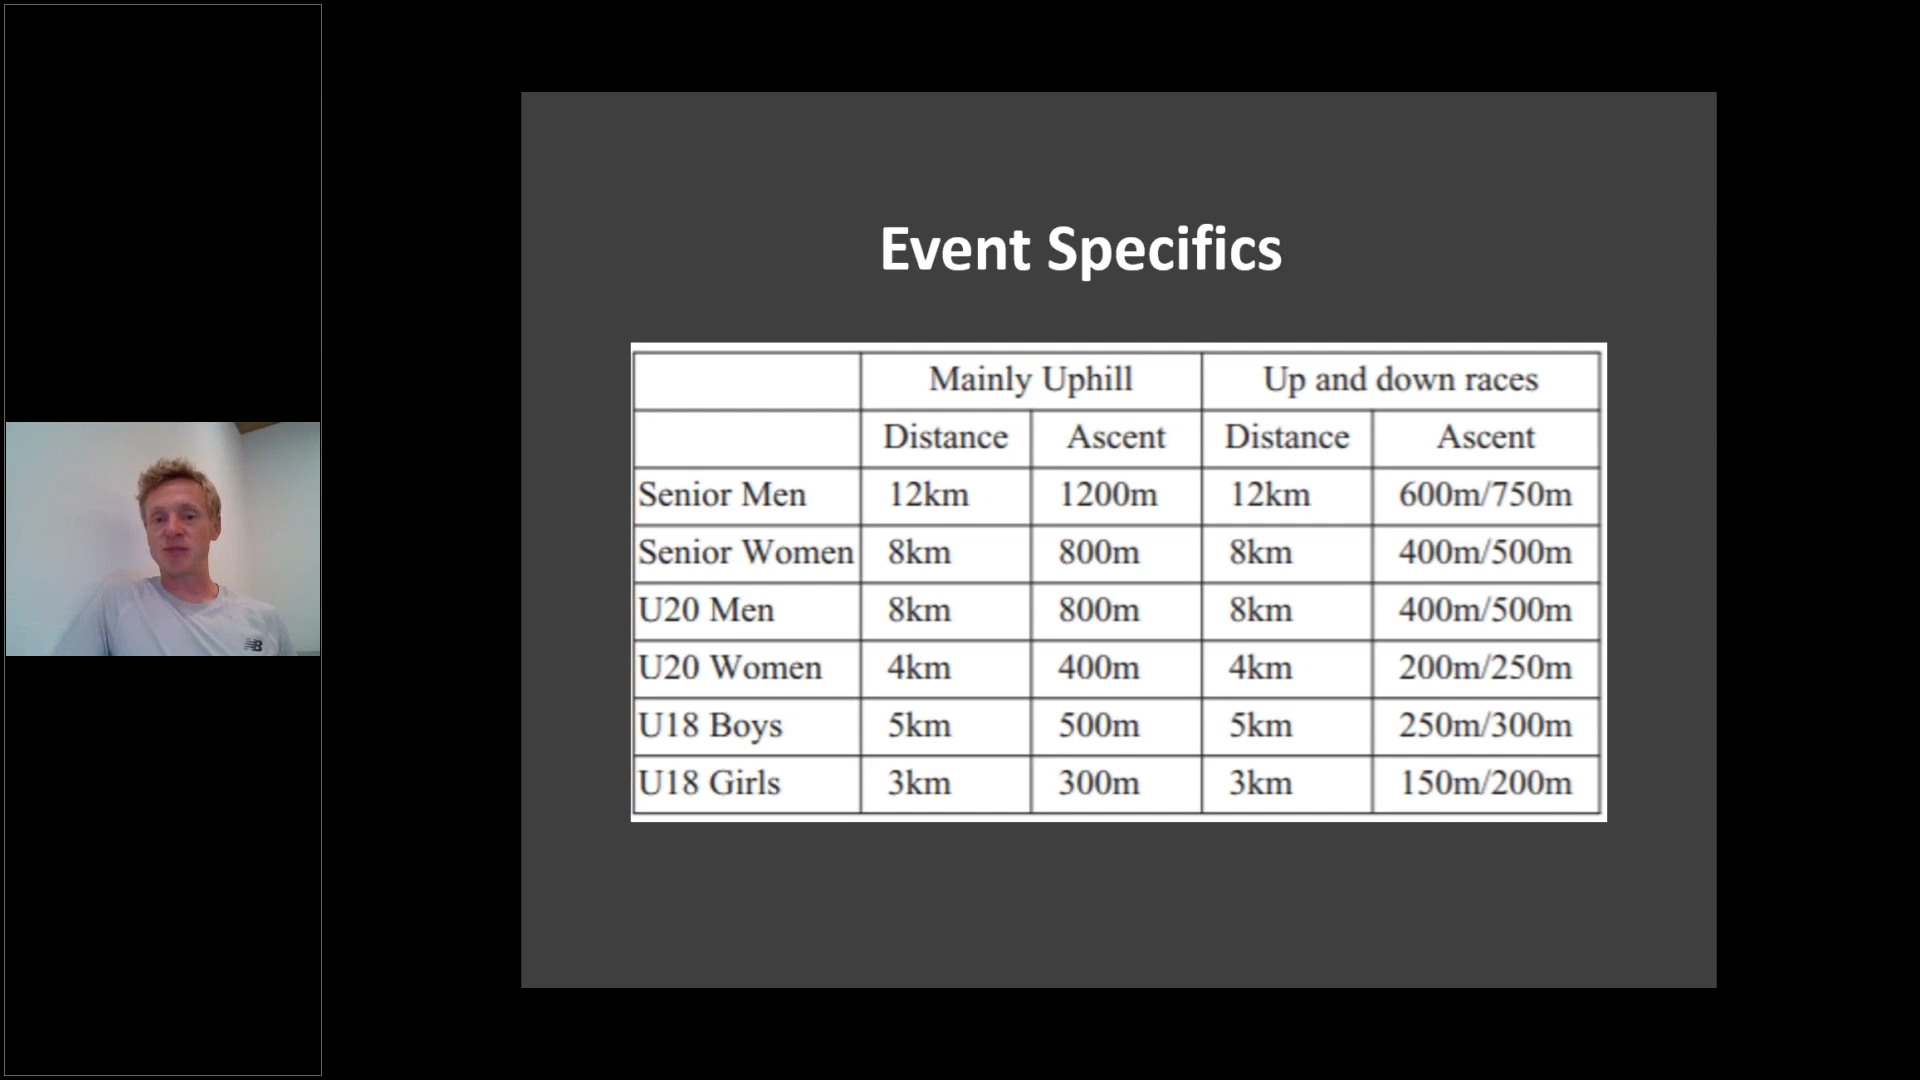 Event Specifics
Mainly Uphill Up and down races
Distance Ascent Distance Ascent
Senior Men 12km 1200m 12km 600m/750m
Senior Women 8km 800m 8km 400m/500m
U20 Men 8km 800m 8km 400m/500m
U20 Women 4km 400m 4km 200m/250m
U18 Boys 5km 500m 5km 250m/300m
U18 Girls 3km 300m 3km 150m/200m
NB